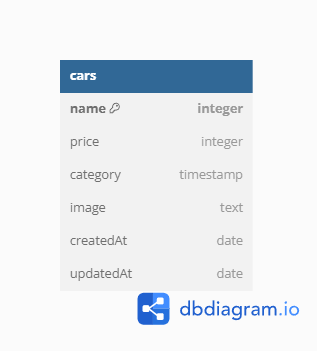 cars
name integer
price integer
category timestamp
image text
createdAt date
updatedAt date
dbdiagram.io